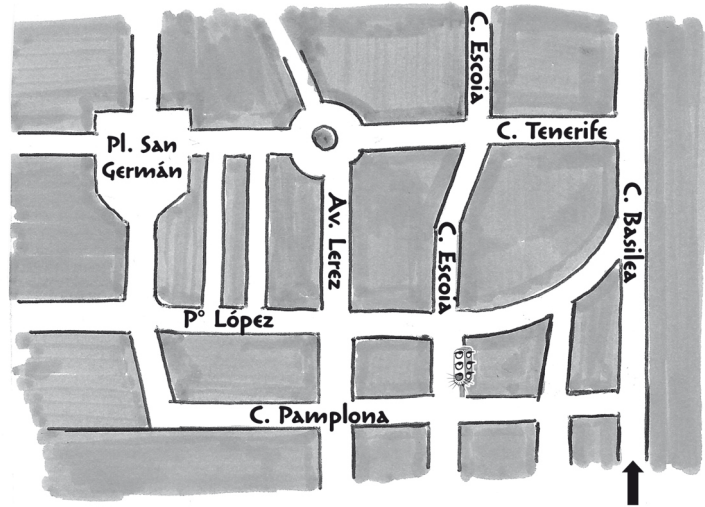 C. Escoia
C. Tenerife
Pl. San
Germán
Av. Lerez
C. Basilea
C. Escoia
Pº López
C. Pamplona